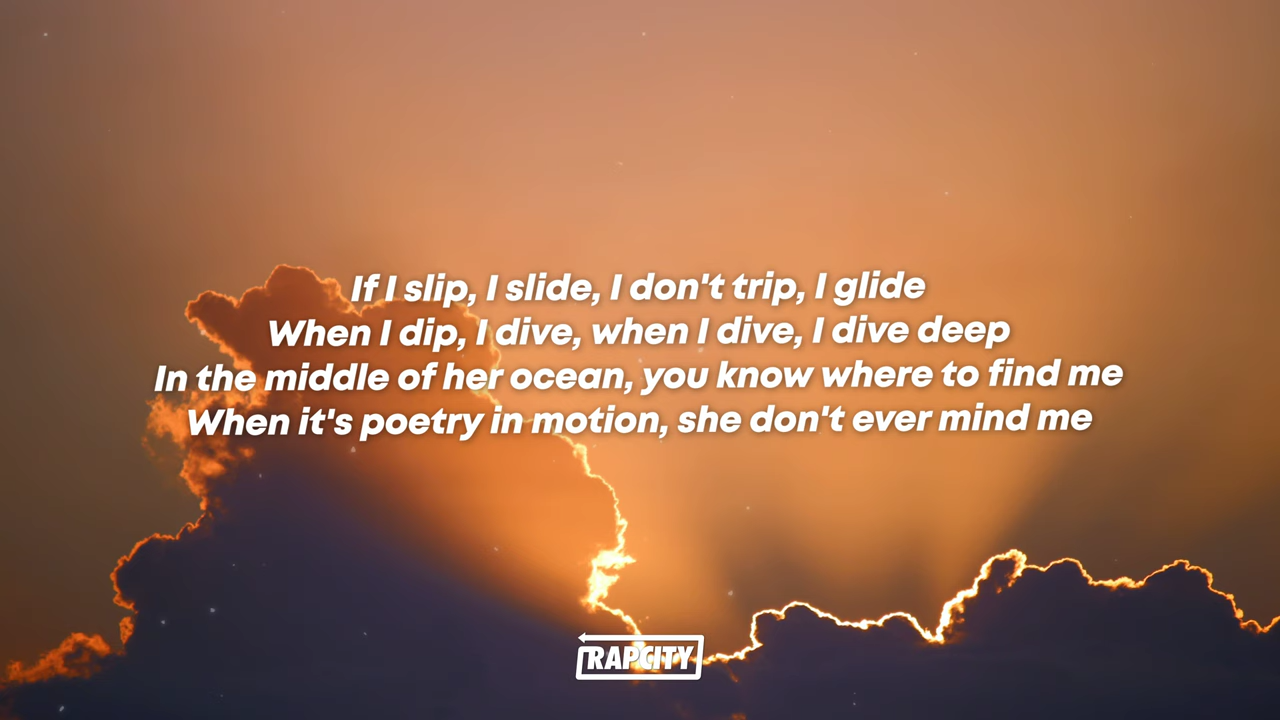 If I slip, I slide, I don't trip, I glide
When I dip, I dive, when I dive, I dive deep
In the middle of her ocean, you know where to find me
When it's poetry in motion, she don't ever mind me
RAPCITY